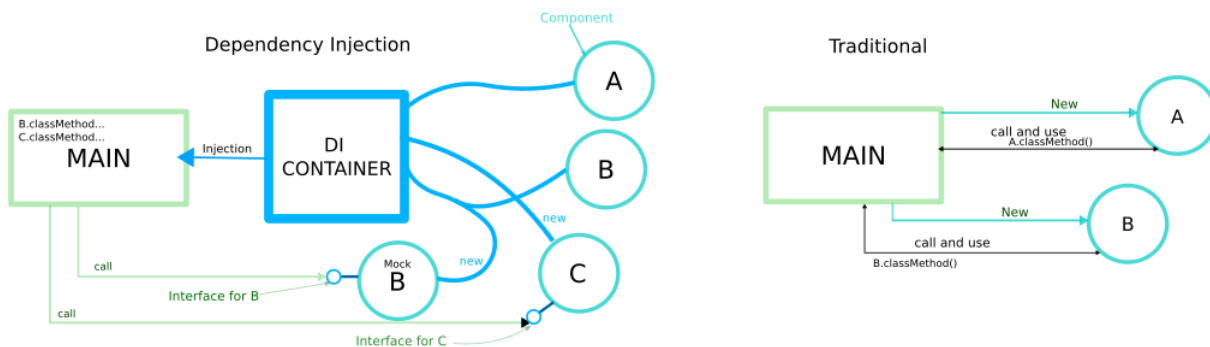 Dependency Injection
Component
A
B.classMethod...
C.classMethod...
MAIN
Injection
DI
CONTAINER
B
new
call
Mock
B
new
C
Interface for B
call
Interface for C
Traditional
New
A
call and use
A.classMethod()
MAIN
New
B
call and use
B.classMethod()